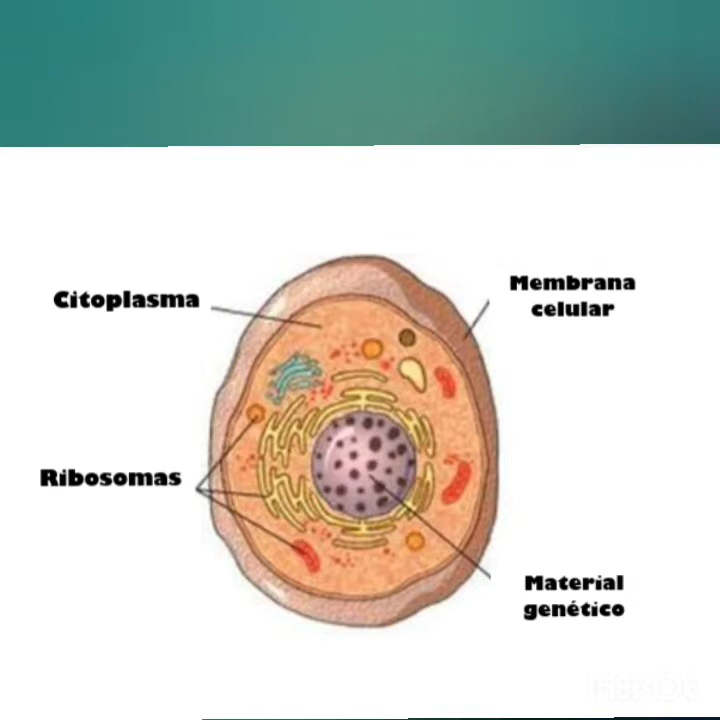 Citoplasma
Membrana
celular
Ribosomas
Material
genético